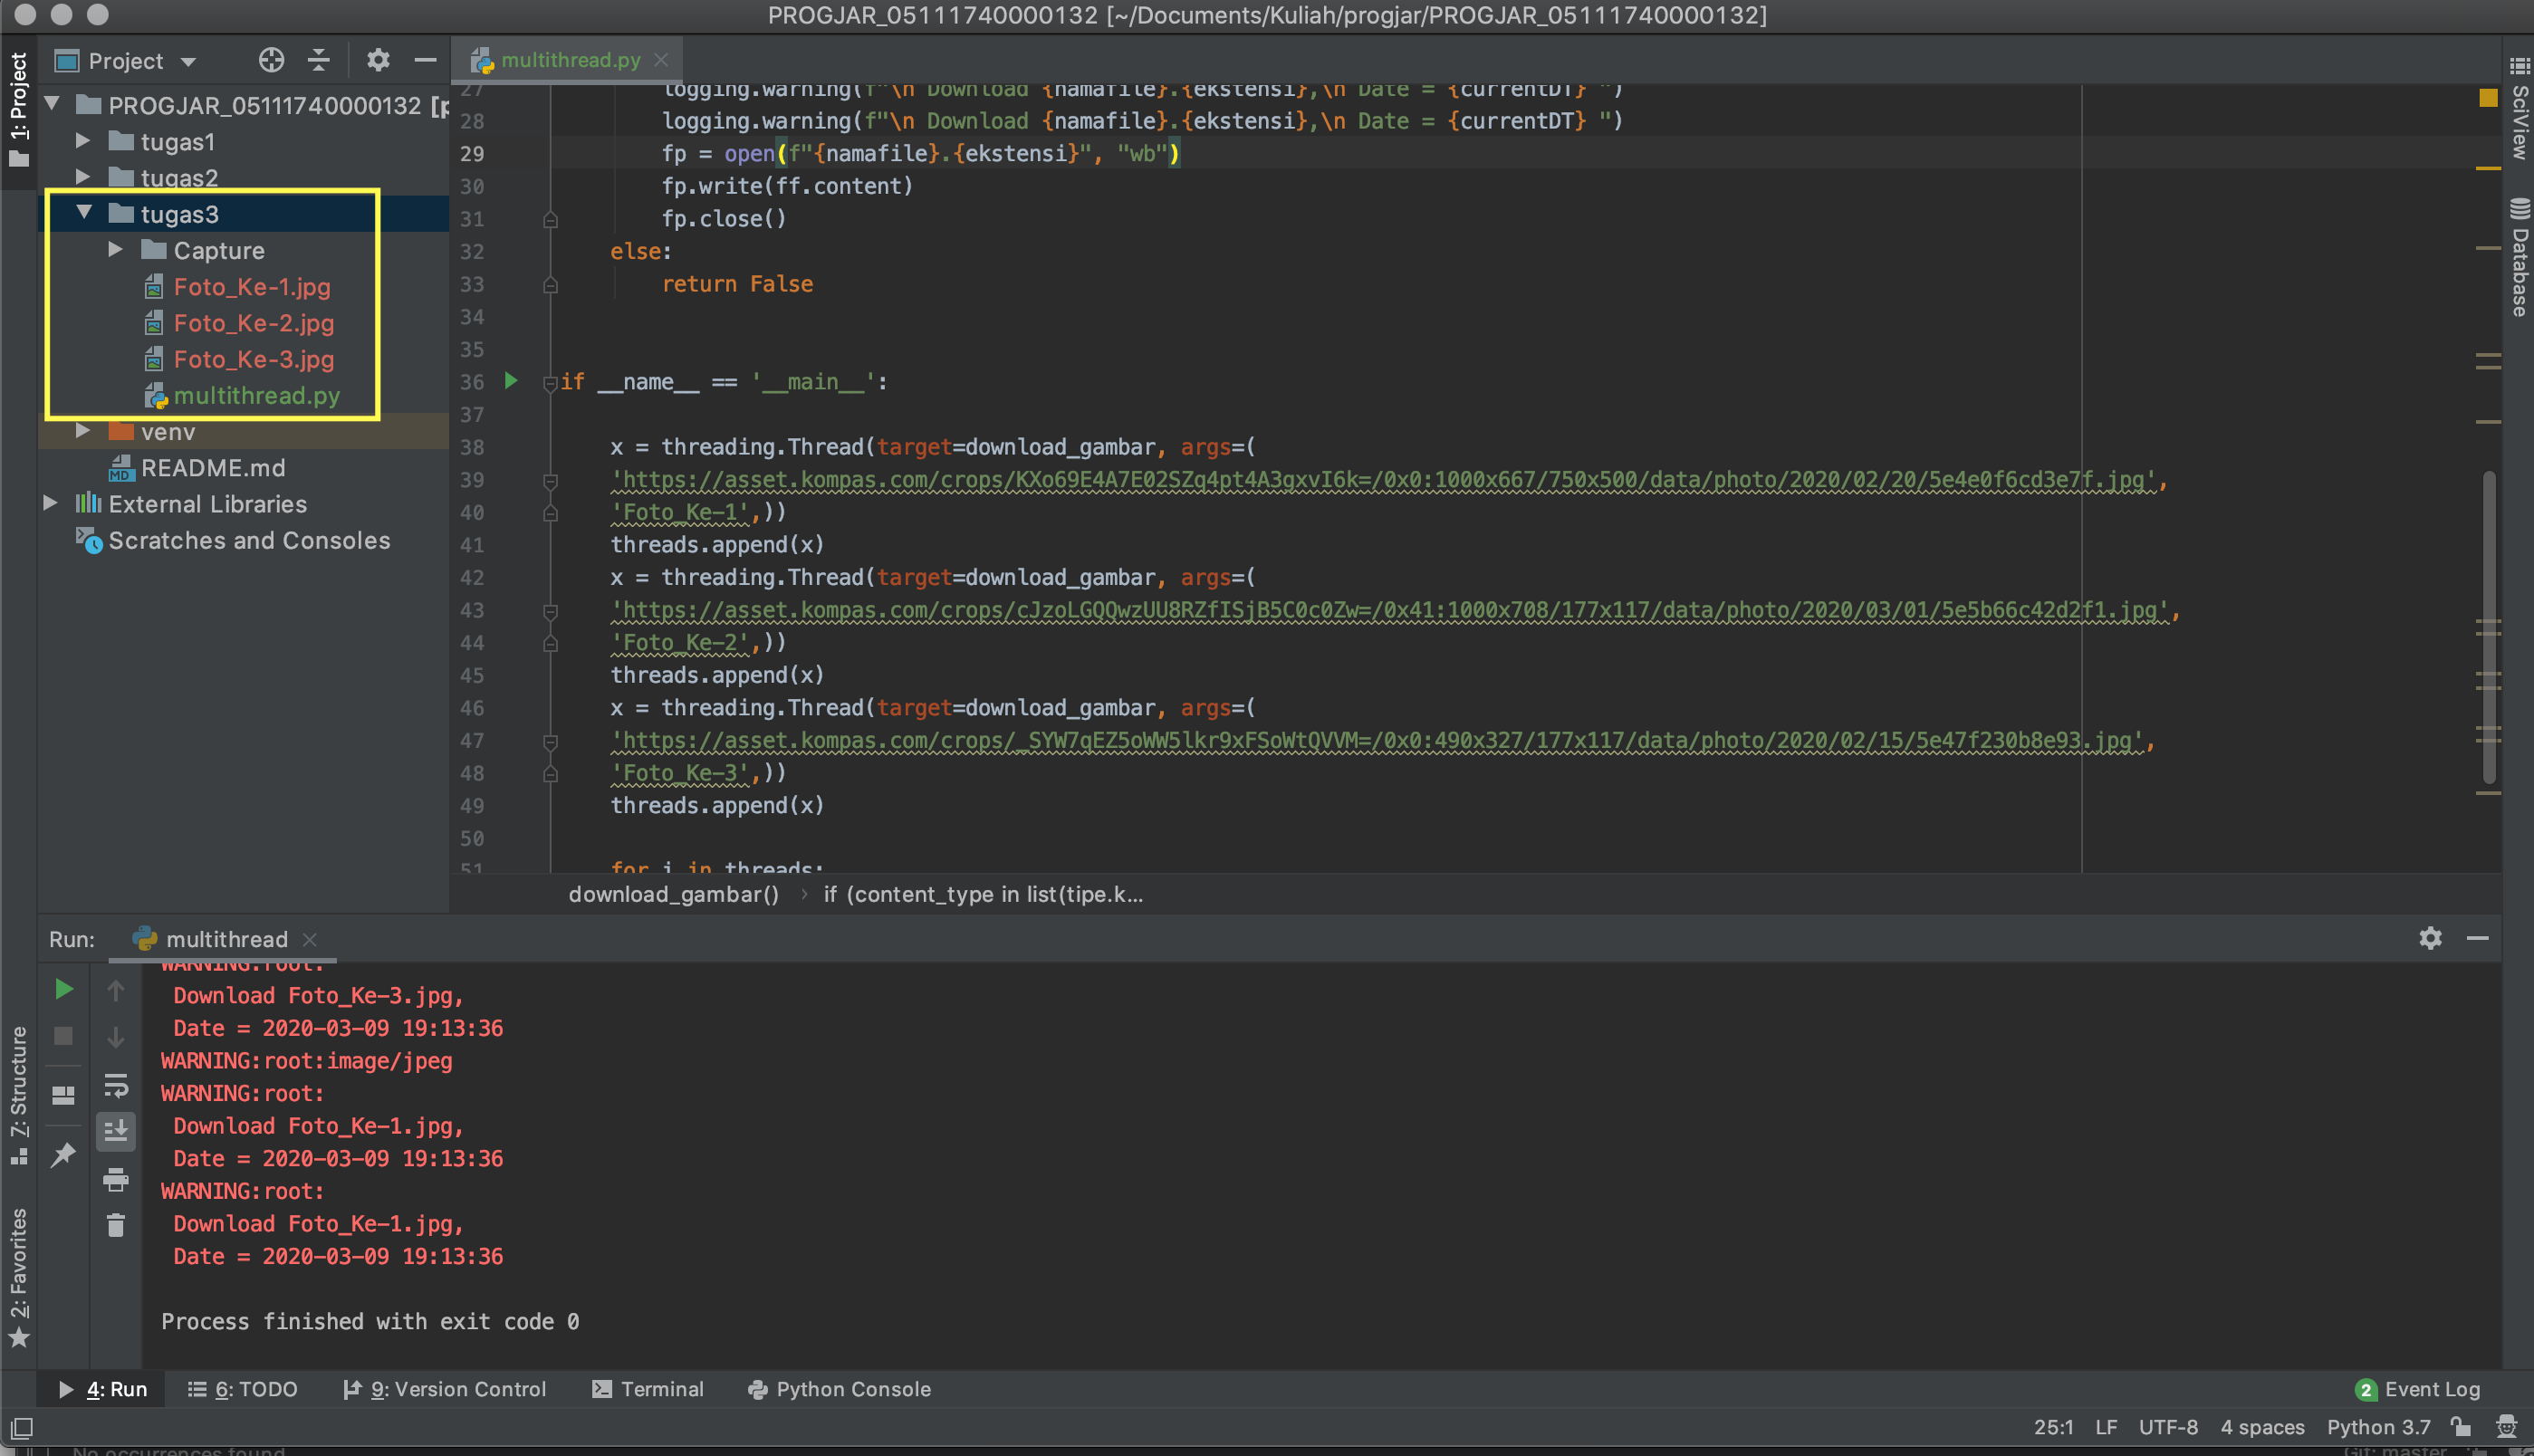 PROGJAR_05111740000132 [~/Documents/Kuliah/progjar/PROGJAR_05111740000132]
1: Project
Project
multithread.py
PROGJAR_05111740000132 [p
tugas1
tugas2
tugas3
Capture
Foto_Ke-1.jpg
Foto_Ke-2.jpg
Foto_Ke-3.jpg
multithread.py
venv
README.md
External Libraries
Scratches and Consoles
27 logging.warning(f"\n Download {namafile}.{ekstensi},\n Date = {currentDT} ")
28 logging.warning(f"\n Download {namafile}.{ekstensi},\n Date = {currentDT} ")
29 fp = open(f"{namafile}.{ekstensi}", "wb")
30 fp.write(ff.content)
31 fp.close()
32 else:
33 return False
34
35
36 if __name__ == '__main__':
37
38 x = threading.Thread(target=download_gambar, args=(
39 'https://asset.kompas.com/crops/KXo69E4A7E02SZq4pt4A3gxvI6k=/0x0:1000x667/750x500/data/photo/2020/02/20/5e4e0f6cd3e7f.jpg',
40 'Foto_Ke-1',))
41 threads.append(x)
42 x = threading.Thread(target=download_gambar, args=(
43 'https://asset.kompas.com/crops/cJzoLGQQwzUU8RZfISjB5C0c0Zw=/0x41:1000x708/177x117/data/photo/2020/03/01/5e5b66c42d2f1.jpg',
44 'Foto_Ke-2',))
45 threads.append(x)
46 x = threading.Thread(target=download_gambar, args=(
47 'https://asset.kompas.com/crops/_SYW7qEZ5oWW5lkr9xFSoWtQVVM=/0x0:490x327/177x117/data/photo/2020/02/15/5e47f230b8e93.jpg',
48 'Foto_Ke-3',))
49 threads.append(x)
50
51 for i in threads:
download_gambar() › if (content_type in list(tipe.k...
SciView
Database
Run: multithread
WARNING:root:
Download Foto_Ke-3.jpg,
Date = 2020-03-09 19:13:36
WARNING:root:image/jpeg
WARNING:root:
Download Foto_Ke-1.jpg,
Date = 2020-03-09 19:13:36
WARNING:root:
Download Foto_Ke-1.jpg,
Date = 2020-03-09 19:13:36
Process finished with exit code 0
Z: Structure
2: Favorites
4: Run 6: TODO 9: Version Control Terminal Python Console 2 Event Log
25:1 LF UTF-8 4 spaces Python 3.7
No occurrences found
Git: master